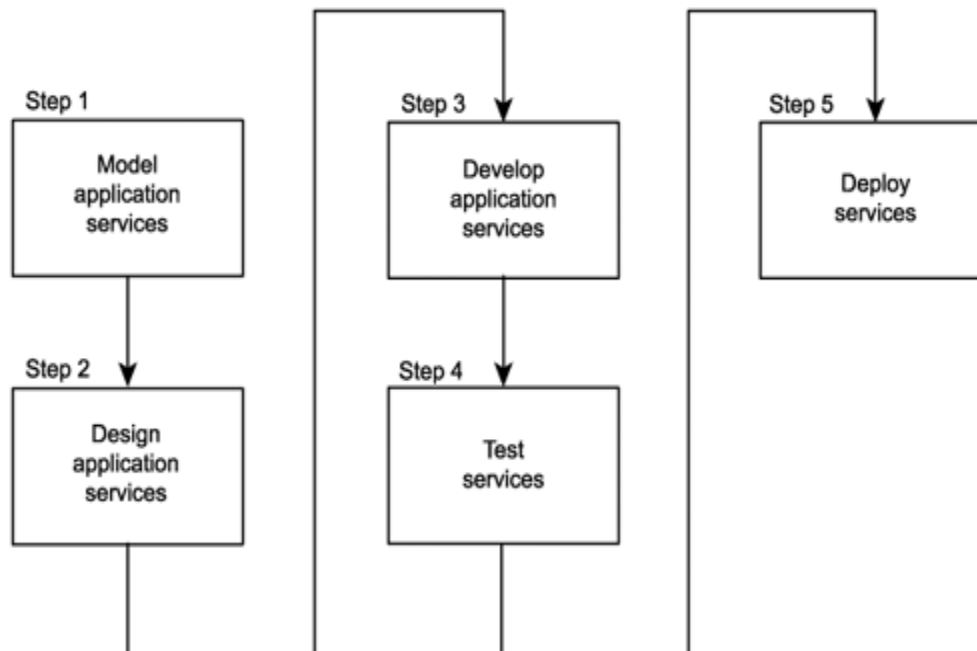 Step 1
Model
application
services
Step 2
Design
application
services
Step 3
Develop
application
services
Step 4
Test
services
Step 5
Deploy
services